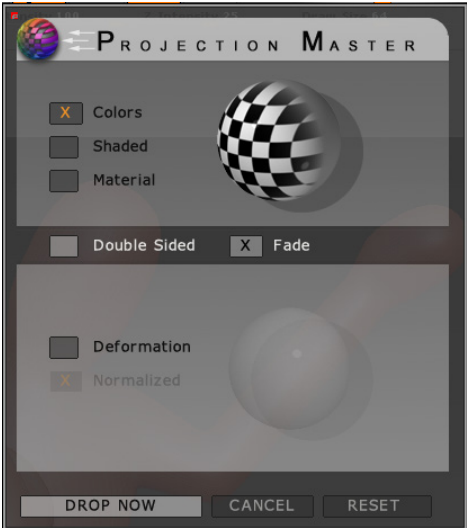 PROJECTION MASTER
X Colors
Shaded
Material
Double Sided X Fade
Deformation
X Normalized
DROP NOW CANCEL RESET